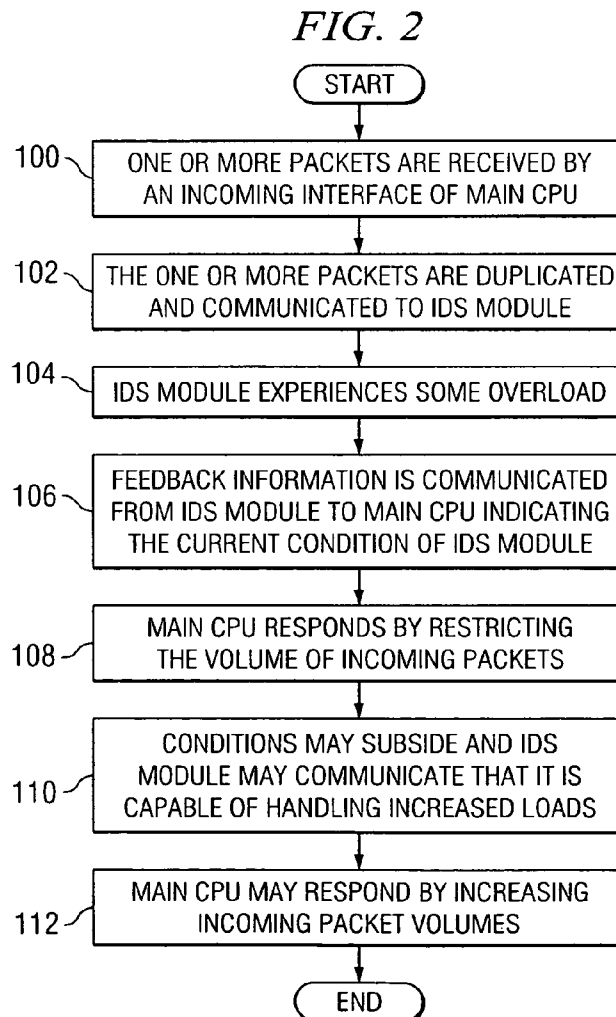 FIG. 2
START
100
ONE OR MORE PACKETS ARE RECEIVED BY
AN INCOMING INTERFACE OF MAIN CPU
102
THE ONE OR MORE PACKETS ARE DUPLICATED
AND COMMUNICATED TO IDS MODULE
104
IDS MODULE EXPERIENCES SOME OVERLOAD
106
FEEDBACK INFORMATION IS COMMUNICATED
FROM IDS MODULE TO MAIN CPU INDICATING
THE CURRENT CONDITION OF IDS MODULE
108
MAIN CPU RESPONDS BY RESTRICTING
THE VOLUME OF INCOMING PACKETS
110
CONDITIONS MAY SUBSIDE AND IDS
MODULE MAY COMMUNICATE THAT IT IS
CAPABLE OF HANDLING INCREASED LOADS
112
MAIN CPU MAY RESPOND BY INCREASING
INCOMING PACKET VOLUMES
END